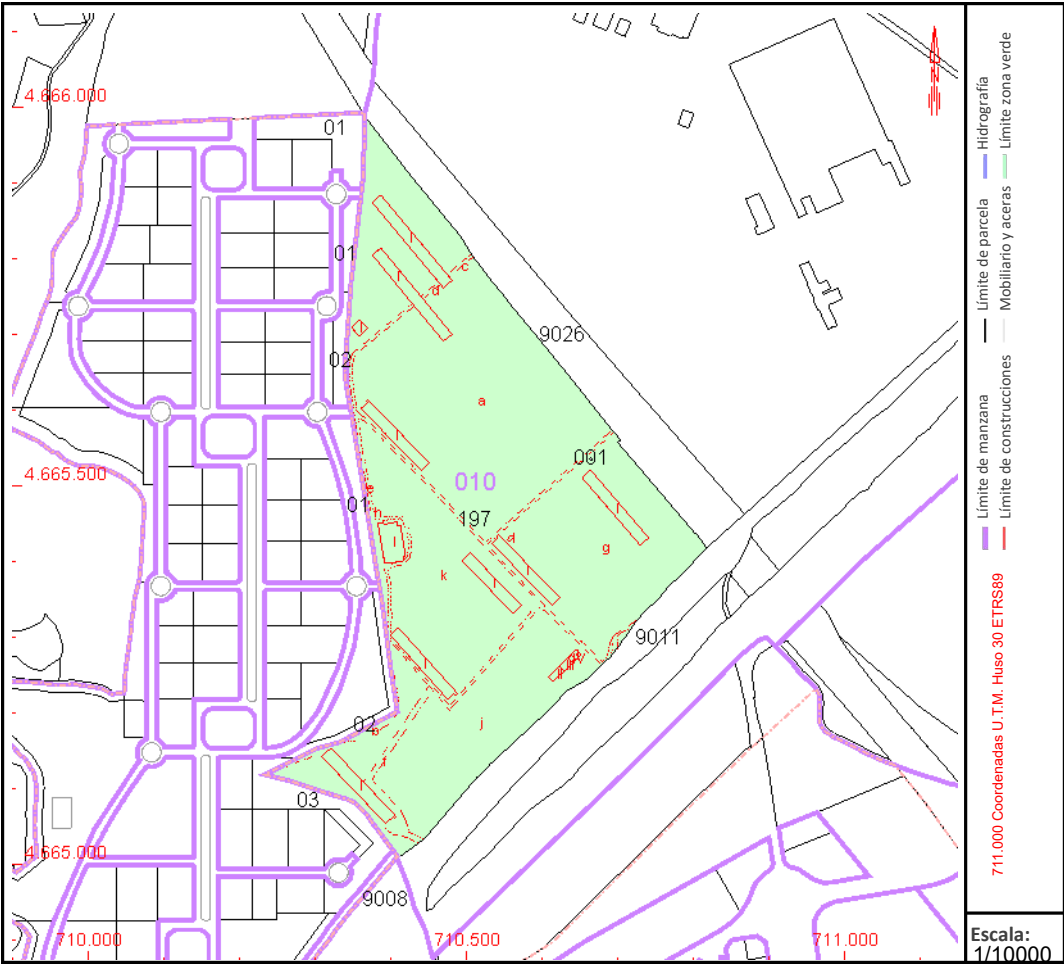 4.666.000
01
I
c
d
I
01
9026
02
a
I
001
4.665.500
010
e
01
n
197
I
I
d
g
I
k
I
9011
I
02
j
I
03
4.665.000
9008
710.000
710.500
711.000
Límite zona verde
Hidrografía
Mobiliario y aceras
Límite de parcela
Límite de construcciones
Límite de manzana
711.000 Coordenadas U.T.M. Huso 30 ETRS89
Escala:
1/10000